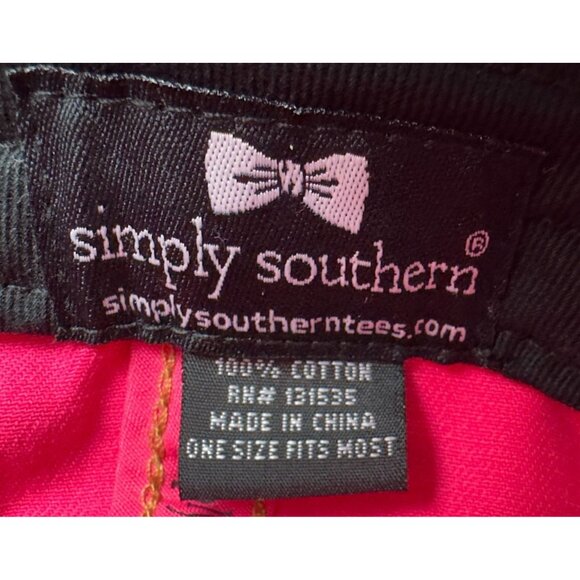 simply southern®
simplysoutherntees.com
100% COTTON
RN# 131535
MADE IN CHINA
ONE SIZE FITS MOST